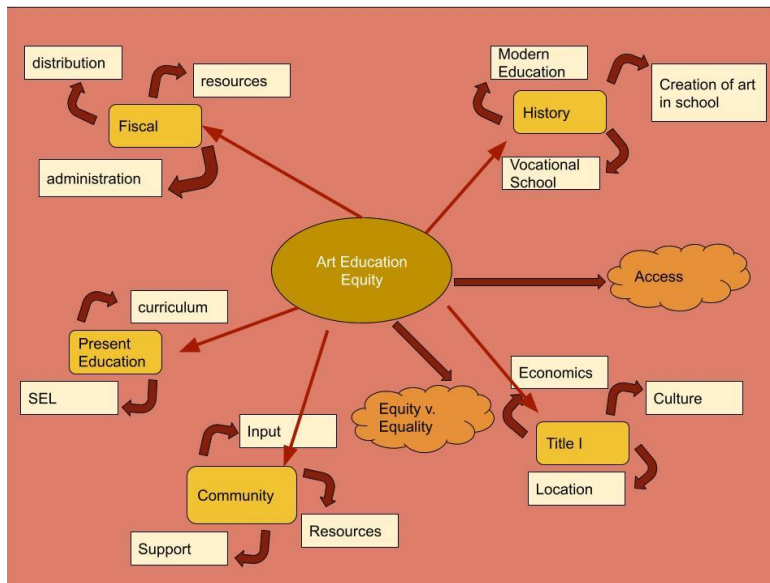 distribution
resources
Fiscal
administration
Modern
Education
Creation of art
in school
History
Vocational
School
Art Education
Equity
Access
curriculum
Present
Education
SEL
Equity v.
Equality
Economics
Culture
Title I
Location
Input
Community
Resources
Support